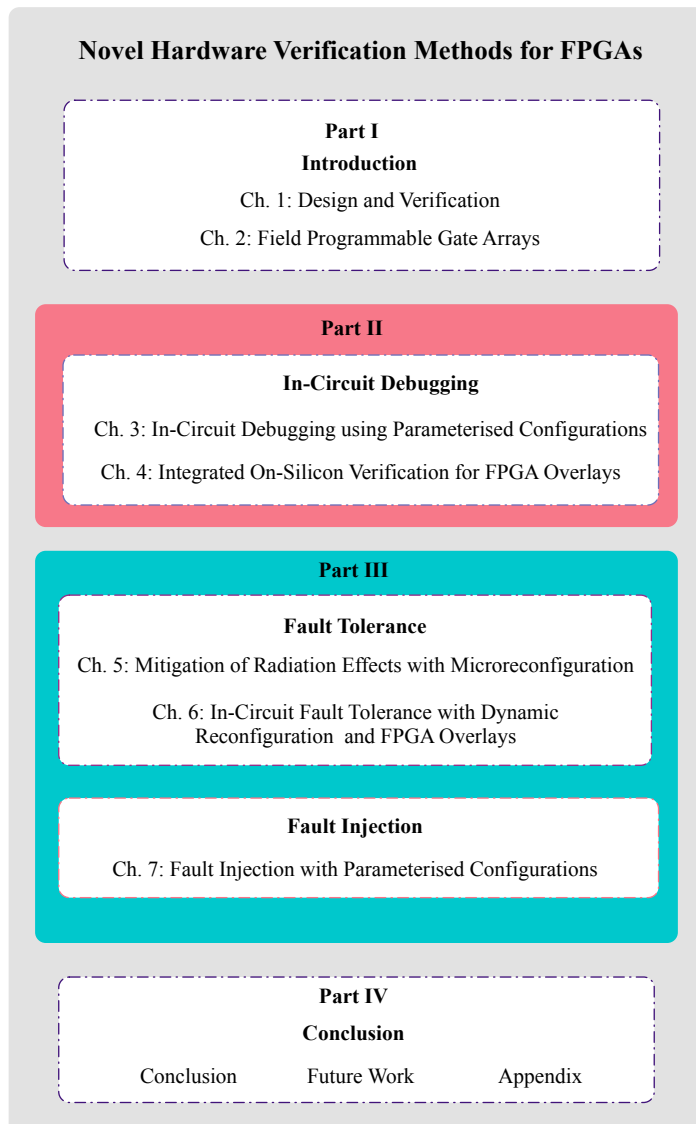 Novel Hardware Verification Methods for FPGAs
Part I
Introduction
Ch. 1: Design and Verification
Ch. 2: Field Programmable Gate Arrays
Part II
In-Circuit Debugging
Ch. 3: In-Circuit Debugging using Parameterised Configurations
Ch. 4: Integrated On-Silicon Verification for FPGA Overlays
Part III
Fault Tolerance
Ch. 5: Mitigation of Radiation Effects with Microreconfiguration
Ch. 6: In-Circuit Fault Tolerance with Dynamic
Reconfiguration and FPGA Overlays
Fault Injection
Ch. 7: Fault Injection with Parameterised Configurations
Part IV
Conclusion
Conclusion Future Work Appendix